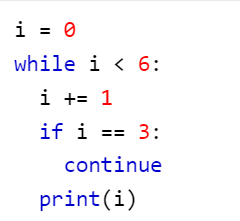 i = 0
while i < 6:
  i += 1
  if i == 3:
    continue
  print(i)